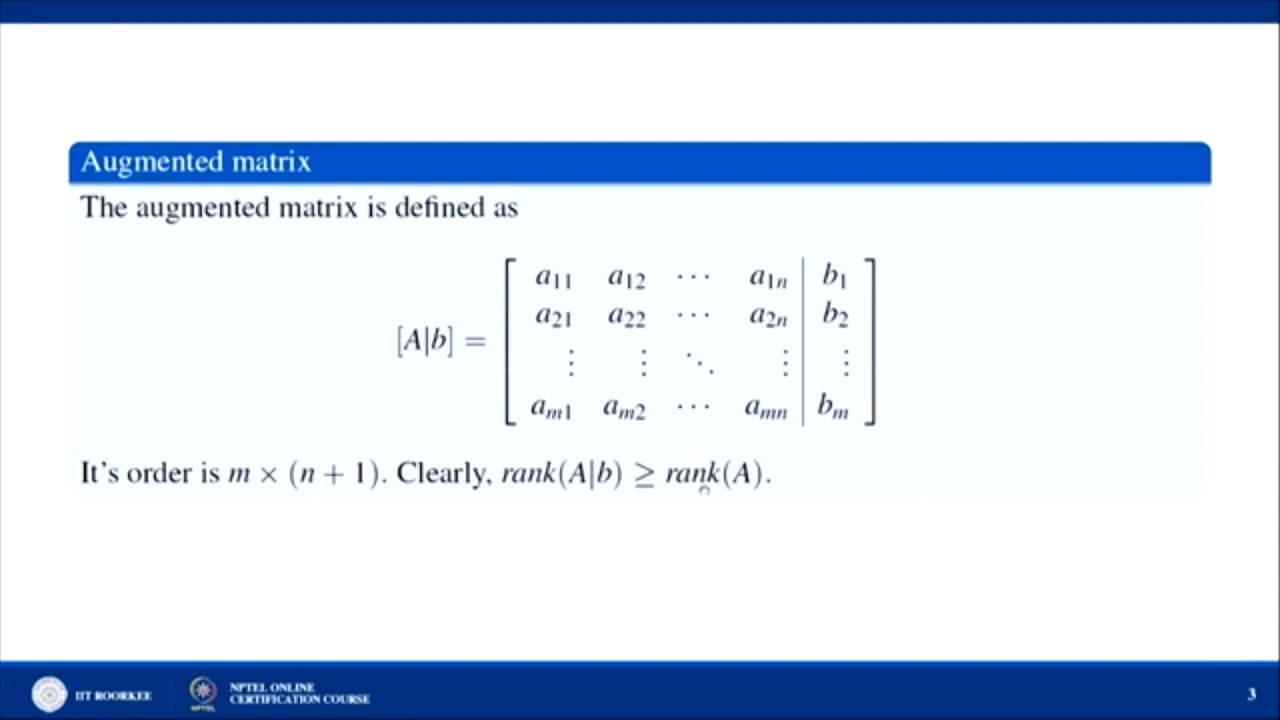 Augmented matrix
The augmented matrix is defined as
[A|b] =
a₁₁ a₁₂ ⋯ a₁ₙ b₁
a₂₁ a₂₂ ⋯ a₂ₙ b₂
⋮ ⋮ ⋱ ⋮ ⋮
aₘ₁ aₘ₂ ⋯ aₘₙ bₘ
It's order is m × (n + 1). Clearly, rank(A|b) ≥ rank(A).
IIT ROORKEE
NPTEL
NPTEL ONLINE
CERTIFICATION COURSE
3